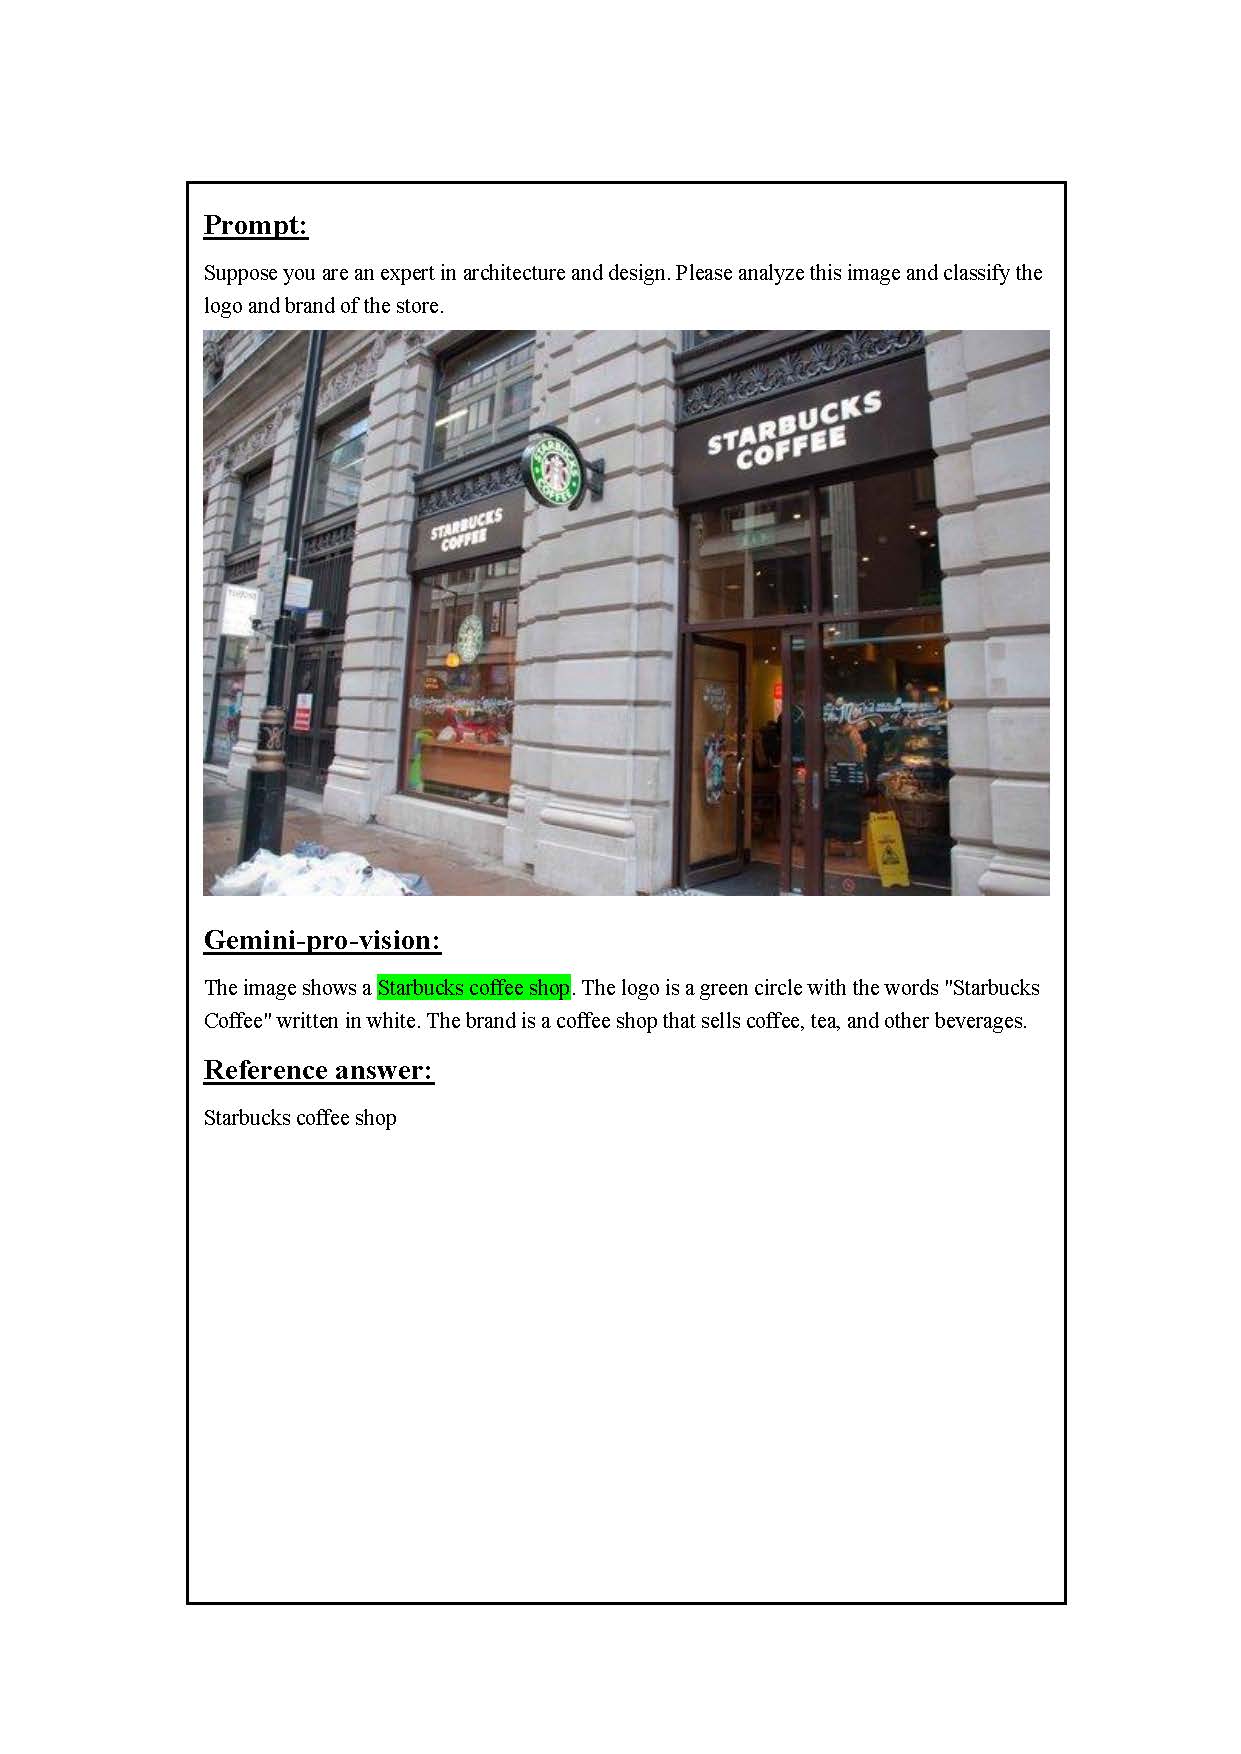 Prompt:
Suppose you are an expert in architecture and design. Please analyze this image and classify the
logo and brand of the store.
STARBUCKS
COFFEE
STARBUCKS
COFFEE
STARBUCKS
COFFEE
Gemini-pro-vision:
The image shows a Starbucks coffee shop. The logo is a green circle with the words "Starbucks
Coffee" written in white. The brand is a coffee shop that sells coffee, tea, and other beverages.
Reference answer:
Starbucks coffee shop